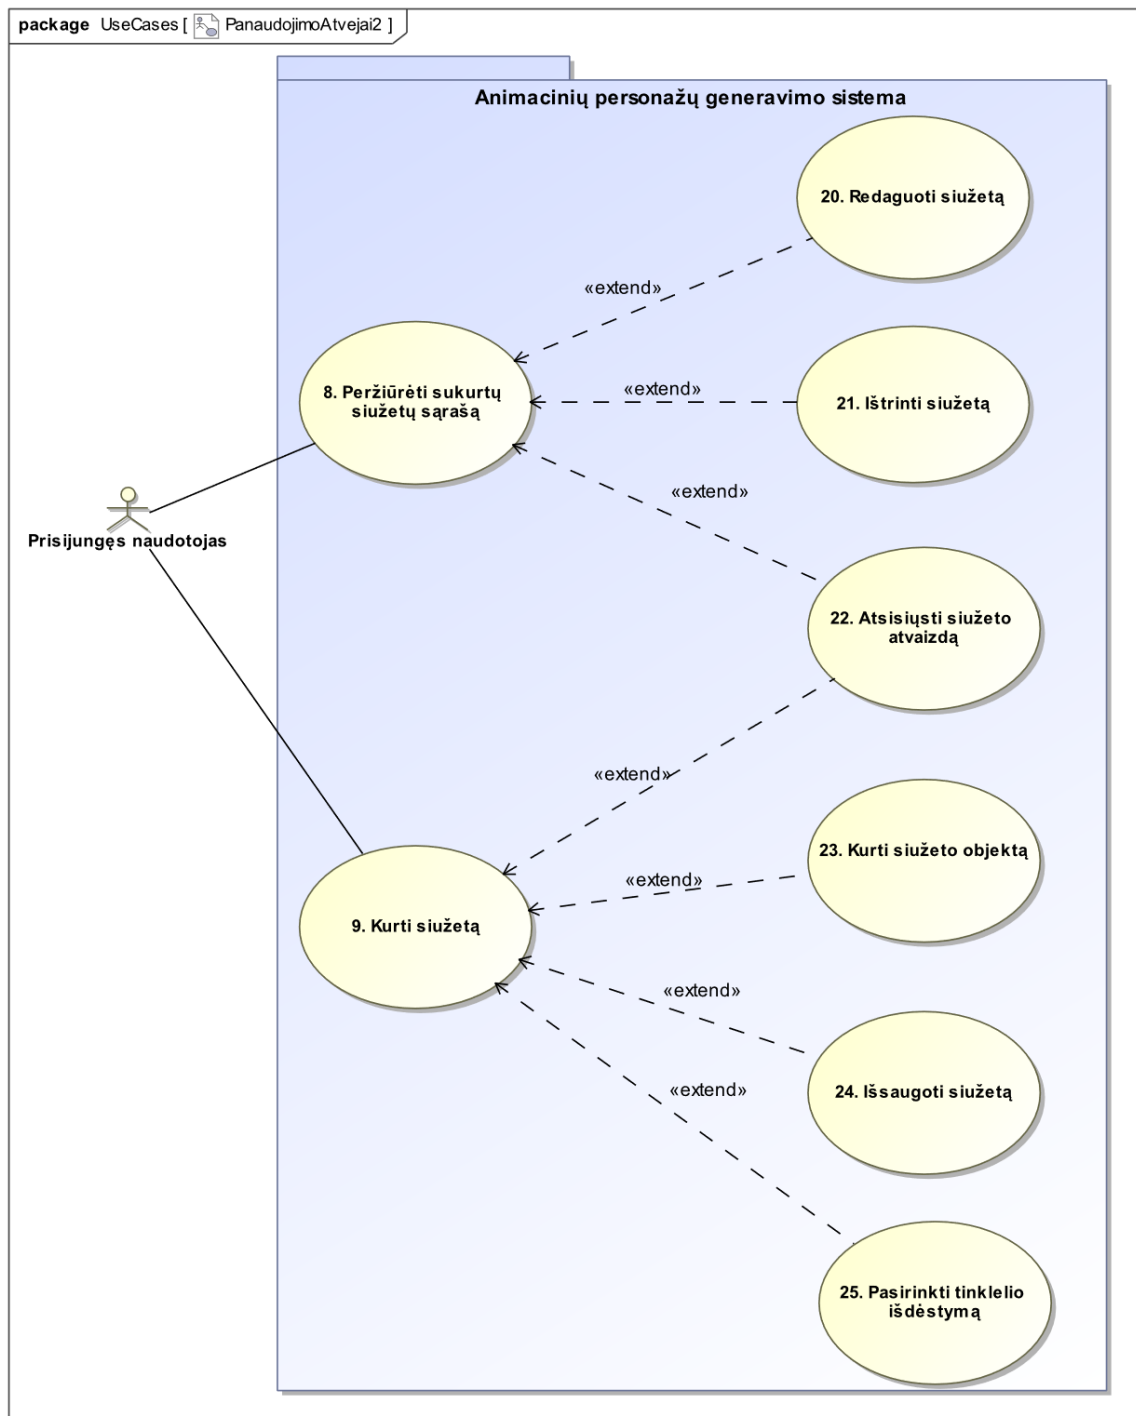 package UseCases [ PanaudojimoAtvejai2 ]
Animacinių personažų generavimo sistema
20. Redaguoti siužetą
«extend»
8. Peržiūrėti sukurtų
siužetų sąrašą
«extend»
21. Ištrinti siužetą
«extend»
Prisijungęs naudotojas
22. Atsisiųsti siužeto
atvaizdą
«extend»
23. Kurti siužeto objektą
«extend»
9. Kurti siužetą
«extend»
24. Išsaugoti siužetą
«extend»
25. Pasirinkti tinklelio
išdėstymą